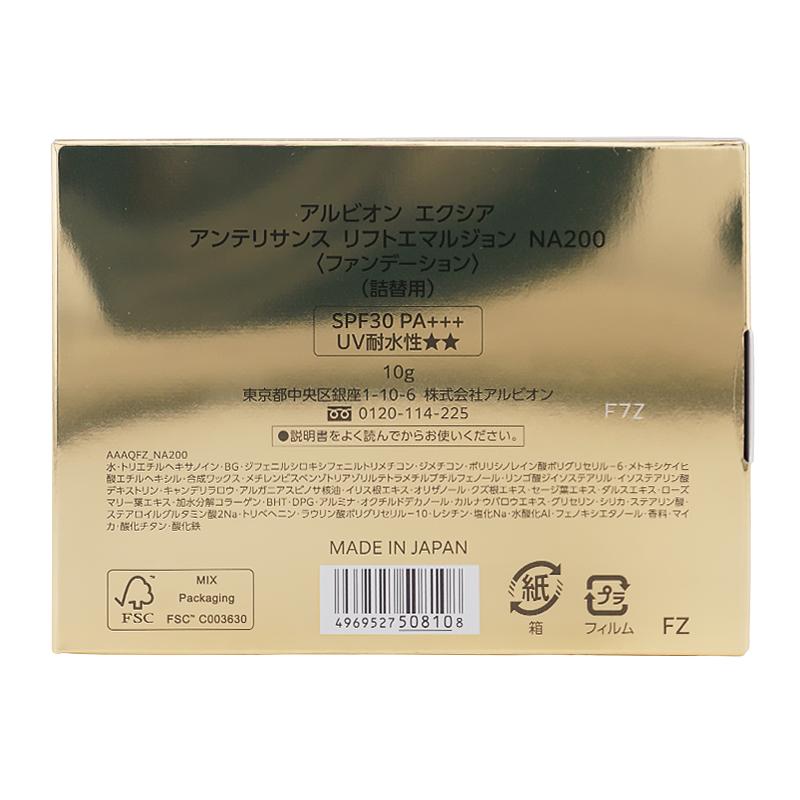 アルビオン エクシア
アンテリサンス リフトエマルジョン NA200
〈ファンデーション〉
(詰替用)
SPF30 PA+++
UV耐水性★★
10g
東京都中央区銀座1-10-6 株式会社アルビオン
0120-114-225
F7Z
●説明書をよく読んでからお使いください。
AAAQFZ_NA200
水・トリエチルヘキサノイン・BG・ジフェニルシロキシフェニルトリメチコン・ジメチコン・ポリリシノレイン酸ポリグリセリル-6・メトキシケイヒ
酸エチルヘキシル・合成ワックス・メチレンビスベンゾトリアゾリルテトラメチルブチルフェノール・リンゴ酸ジイソステアリル・イソステアリン酸
デキストリン・キャンデリラロウ・アルガニアスピノサ核油・イリス根エキス・オリザノール・クズ根エキス・セージ葉エキス・ダルスエキス・ローズ
マリー葉エキス・加水分解コラーゲン・BHT・DPG・アルミナ・オクチルドデカノール・カルナウバロウエキス・グリセリン・シリカ・ステアリン酸・
ステアロイルグルタミン酸2Na・トリベヘニン・ラウリン酸ポリグリセリル-10・レシチン・塩化Na・水酸化Al・フェノキシエタノール・香料・マイ
カ・酸化チタン・酸化鉄
MADE IN JAPAN
FSC
MIX
Packaging
FSC™ C003630
4969527508108
紙
箱
プラ
フィルム
FZ